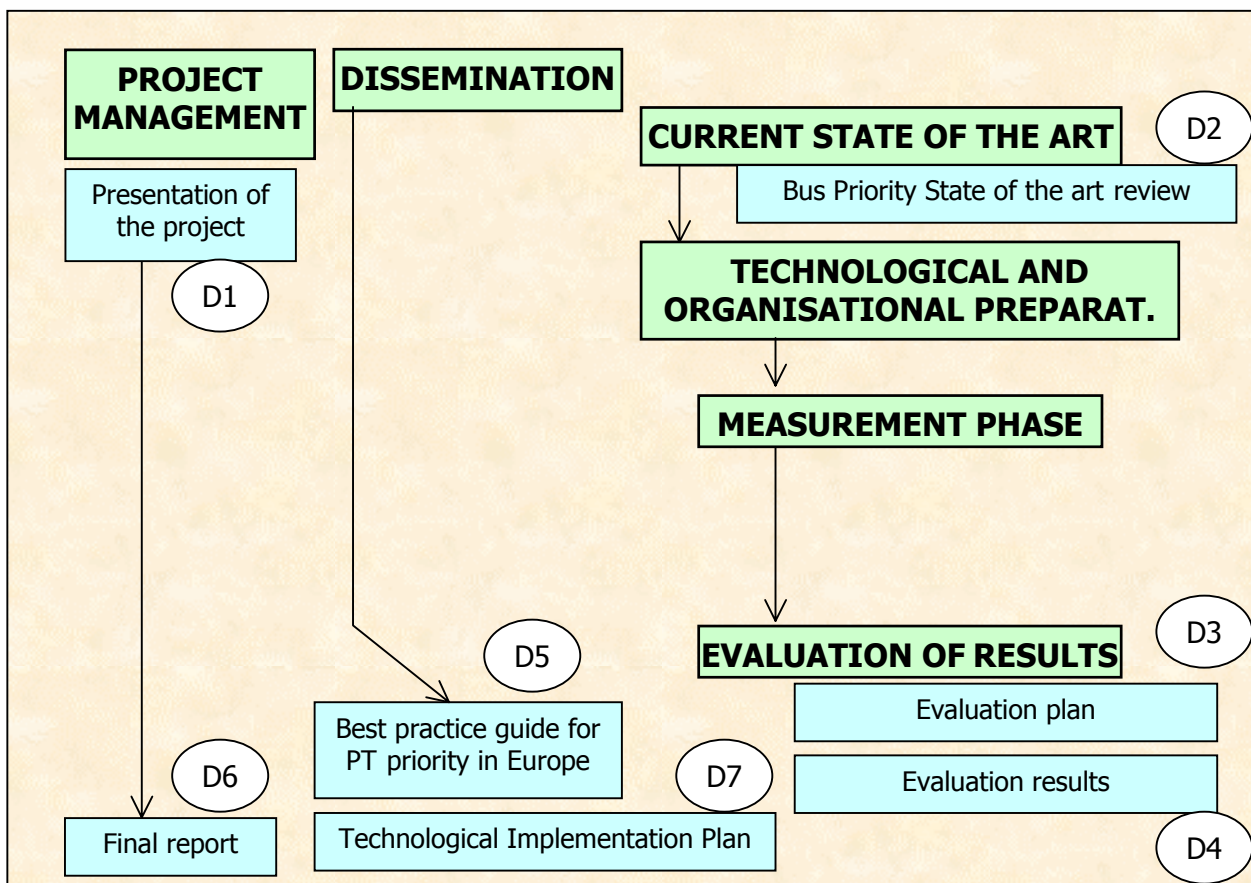 PROJECT
MANAGEMENT
Presentation of
the project
D1
D6
Final report
DISSEMINATION
D5
Best practice guide for
PT priority in Europe
D7
Technological Implementation Plan
CURRENT STATE OF THE ART
D2
Bus Priority State of the art review
TECHNOLOGICAL AND
ORGANISATIONAL PREPARAT.
MEASUREMENT PHASE
D3
EVALUATION OF RESULTS
Evaluation plan
Evaluation results
D4